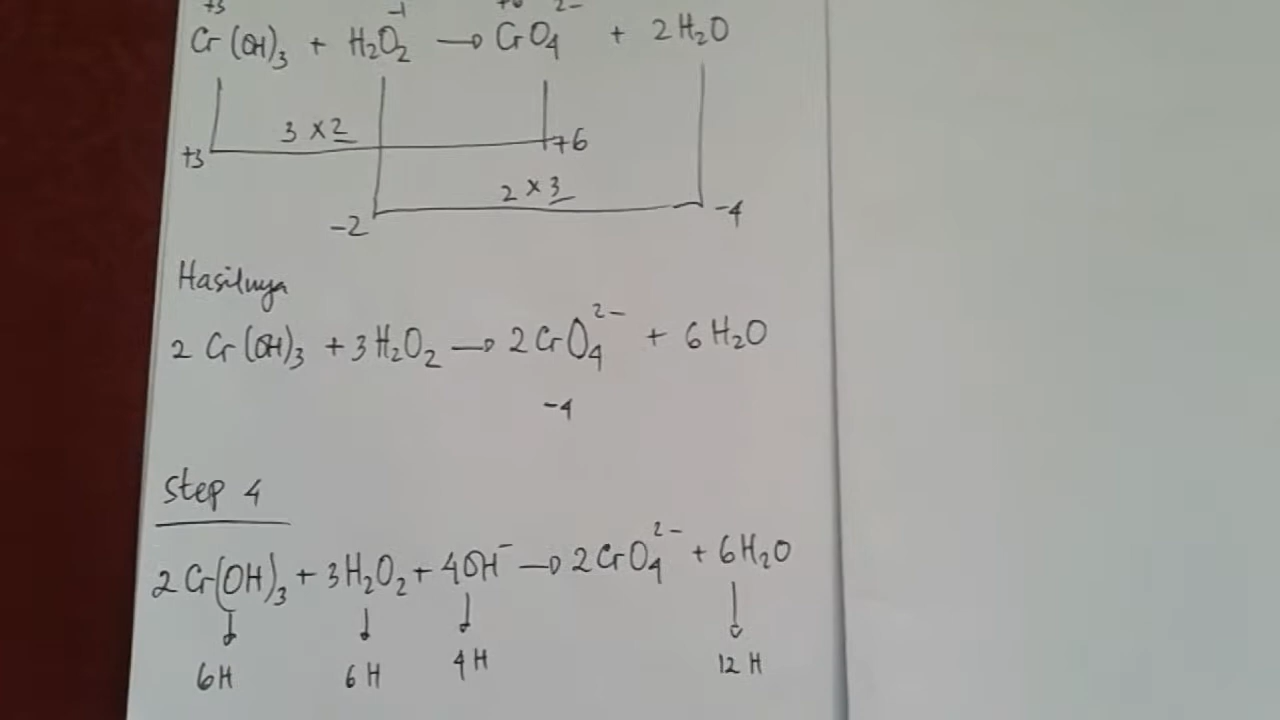 +3 -1 +6 2-
Cr(OH)3 + H2O2 → CrO4 + 2H2O
3 x 2
+3 +6
2 x 3
-2 -4
Hasilnya
2 Cr(OH)3 + 3H2O2 → 2CrO4 2- + 6H2O
-4
Step 4
2Cr(OH)3 + 3H2O2 + 4OH- → 2CrO4 2- + 6H2O
6H 6H 4H 12H